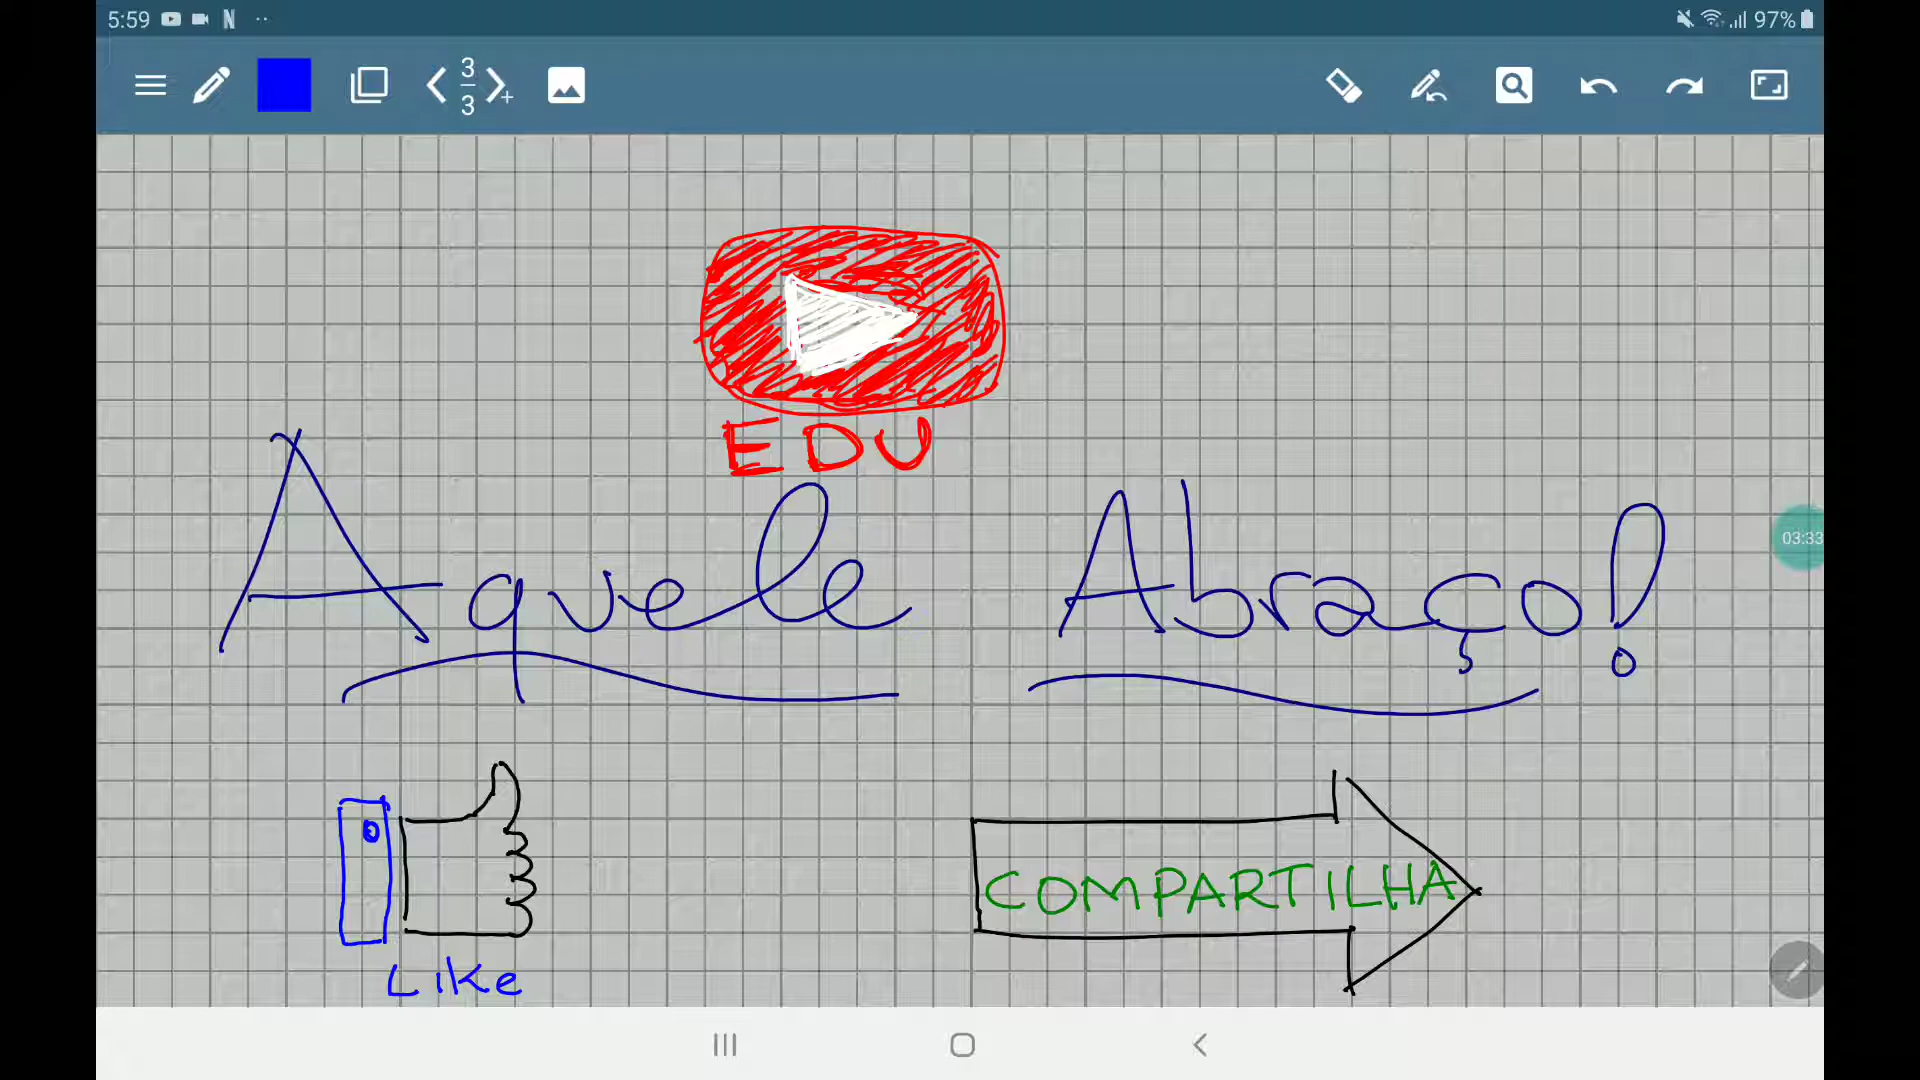 5:59 N 97%
3
3
EDU
Aquele Abraço!
03:33
COMPARTILHA
Like